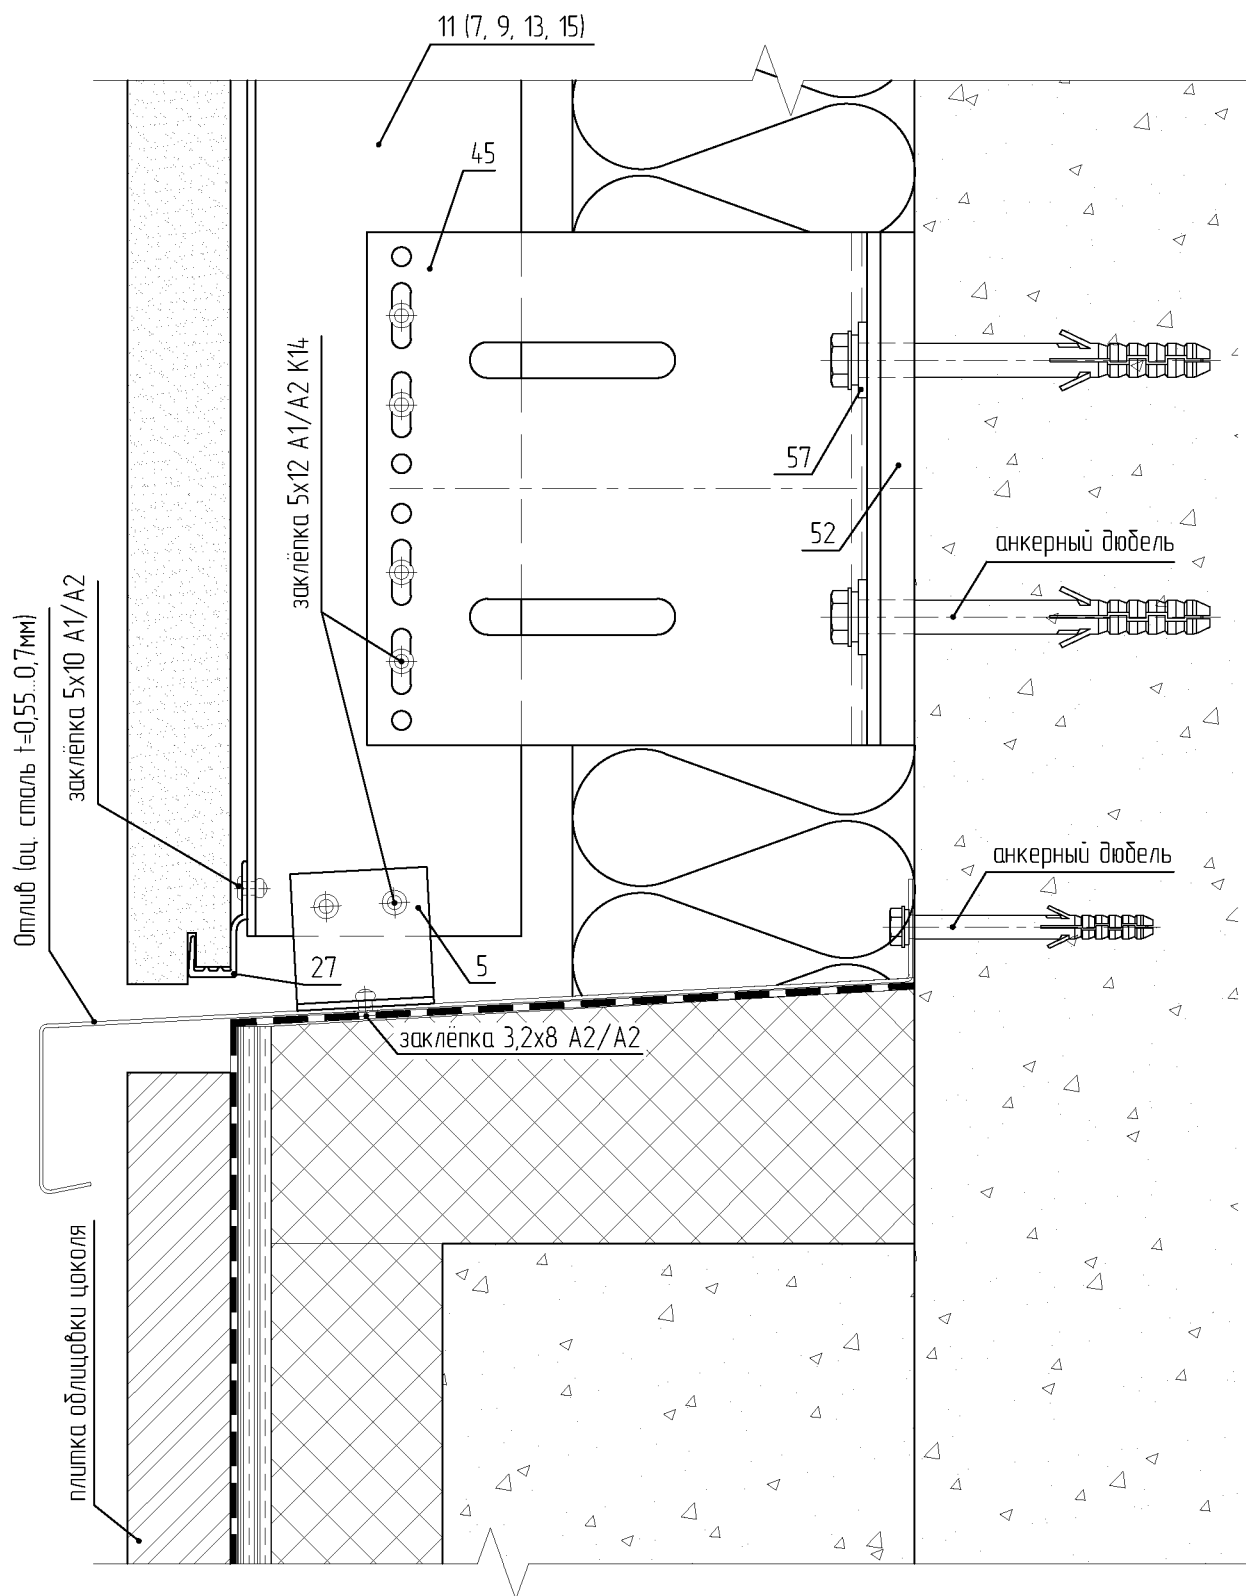 11 (7, 9, 13, 15)
45
заклёпка 5х12 А1/А2 К14
57
52
анкерный дюбель
заклёпка 5х10 А1/А2
Отлив (оц. сталь t=0,55...0,7мм)
анкерный дюбель
27
5
заклёпка 3,2х8 А2/А2
плитка облицовки цоколя